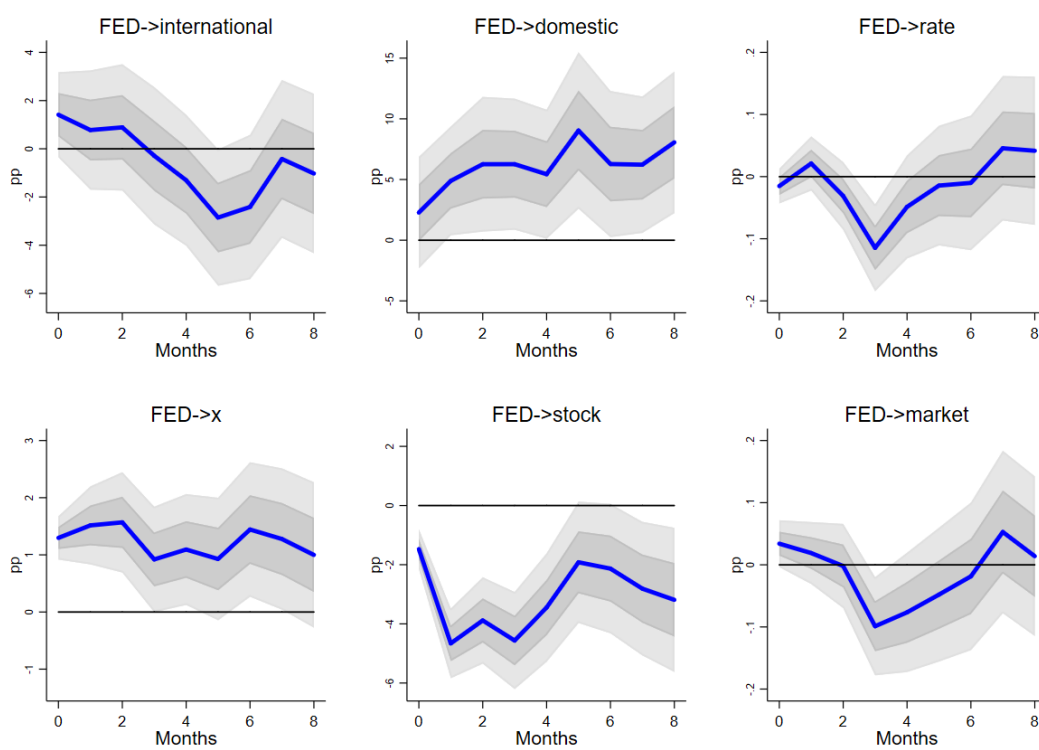 FED->international
FED->domestic
FED->rate
4
2
0
-2
-4
-6
pp
0 2 4 6 8
Months
15
10
5
0
-5
pp
0 2 4 6 8
Months
.2
.1
0
-.1
-.2
pp
0 2 4 6 8
Months
FED->x
FED->stock
FED->market
3
2
1
0
-1
pp
0 2 4 6 8
Months
2
0
-2
-4
-6
pp
0 2 4 6 8
Months
.2
.1
0
-.1
-.2
pp
0 2 4 6 8
Months